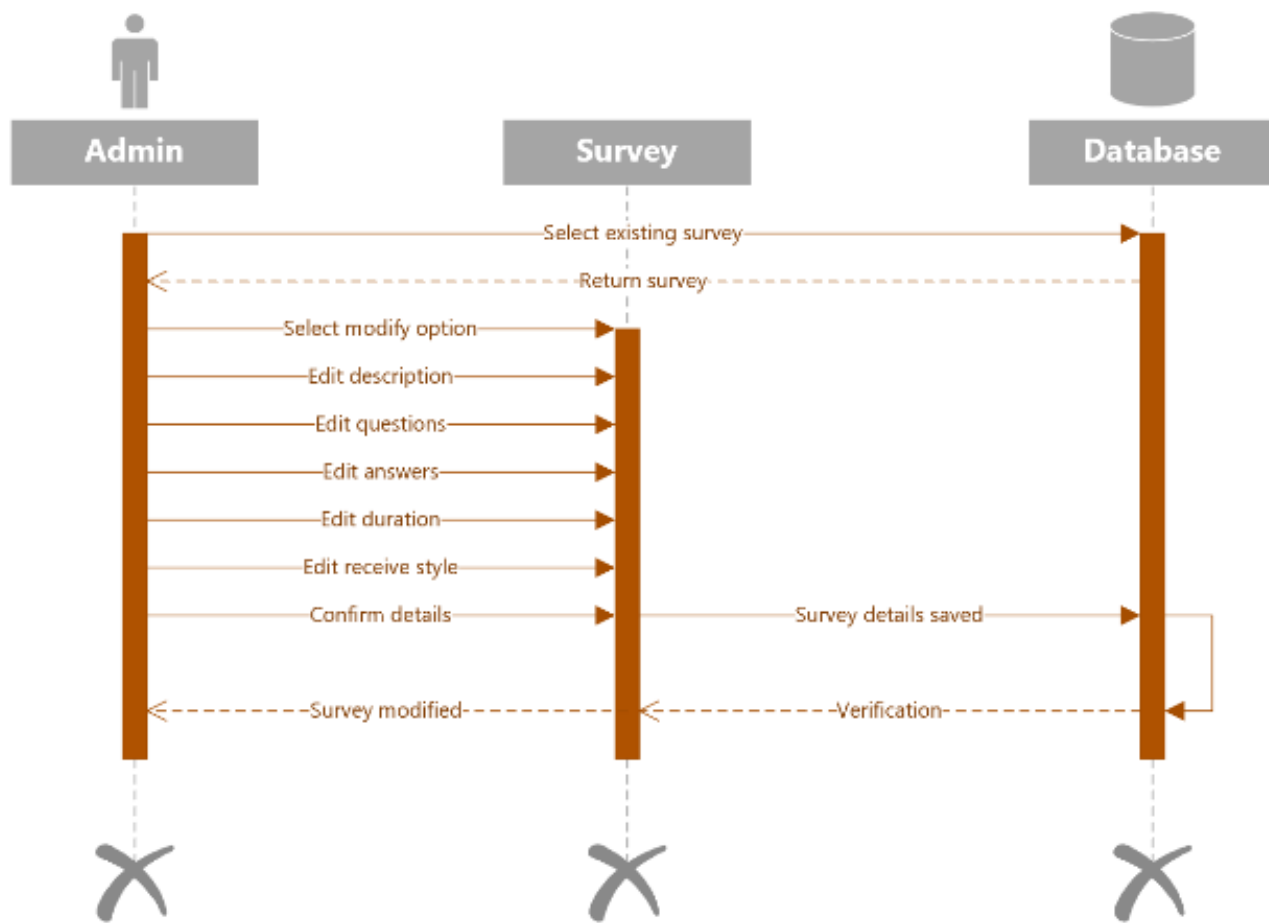 Admin
Survey
Database
Select existing survey
Return survey
Select modify option
Edit description
Edit questions
Edit answers
Edit duration
Edit receive style
Confirm details
Survey details saved
Survey modified
Verification